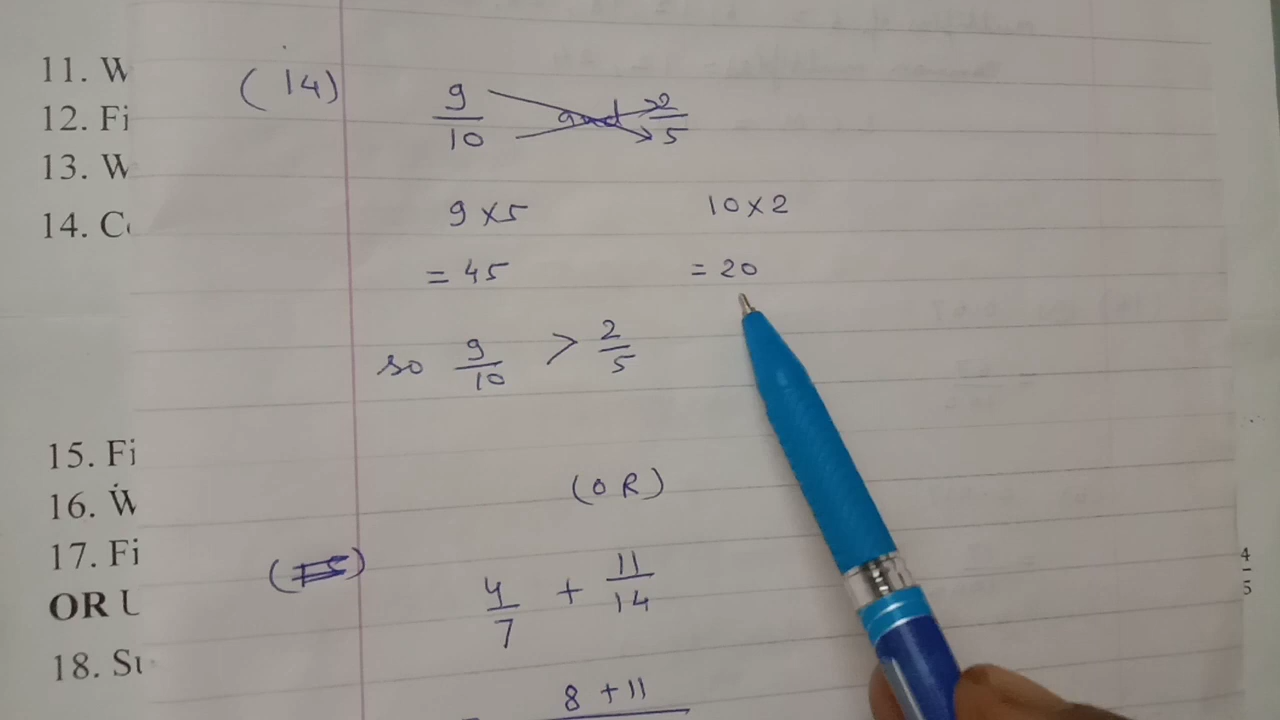 11. W
12. Fi
13. W
14. C
(14) 9/10 and 2/5
9 × 5 10 × 2
= 45 = 20
so 9/10 > 2/5
15. Fi
16. W
17. Fi
OR U
18. Su
(OR)
4/7 + 11/14
8 + 11
4/5